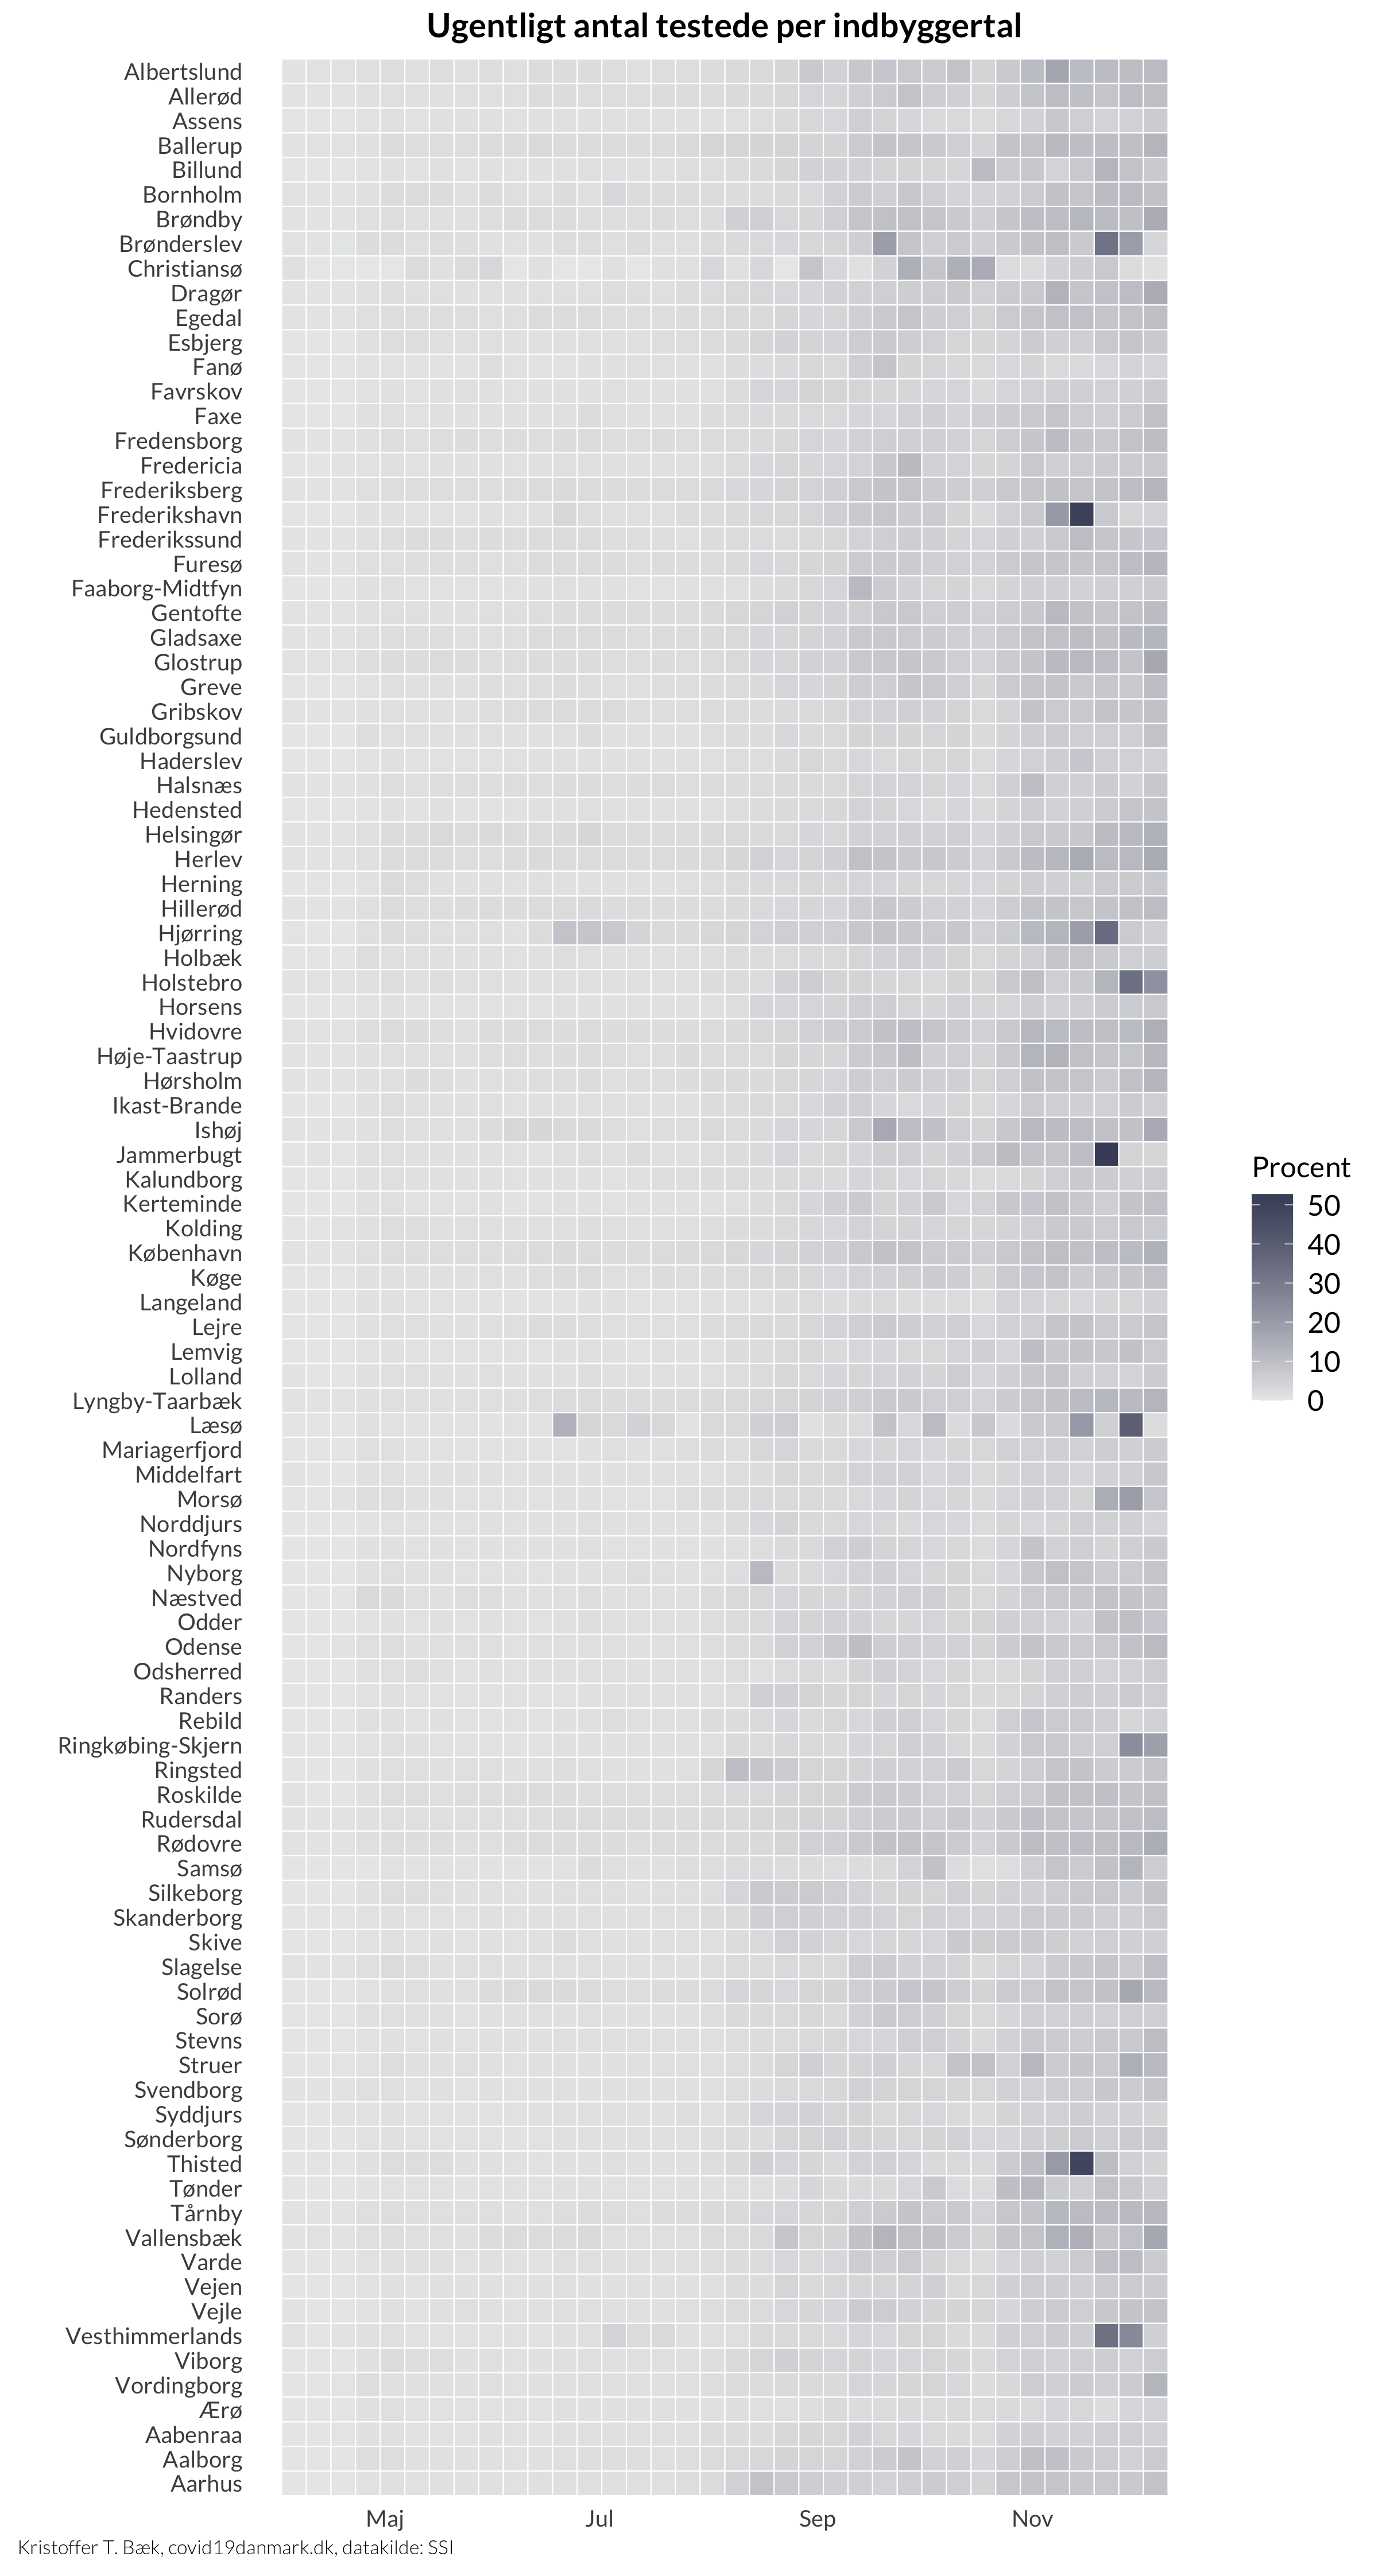 Ugentligt antal testede per indbyggertal
Albertslund
Allerød
Assens
Ballerup
Billund
Bornholm
Brøndby
Brønderslev
Christiansø
Dragør
Egedal
Esbjerg
Fanø
Favrskov
Faxe
Fredensborg
Fredericia
Frederiksberg
Frederikshavn
Frederikssund
Furesø
Faaborg-Midtfyn
Gentofte
Gladsaxe
Glostrup
Greve
Gribskov
Guldborgsund
Haderslev
Halsnæs
Hedensted
Helsingør
Herlev
Herning
Hillerød
Hjørring
Holbæk
Holstebro
Horsens
Hvidovre
Høje-Taastrup
Hørsholm
Ikast-Brande
Ishøj
Jammerbugt
Kalundborg
Kerteminde
Kolding
København
Køge
Langeland
Lejre
Lemvig
Lolland
Lyngby-Taarbæk
Læsø
Mariagerfjord
Middelfart
Morsø
Norddjurs
Nordfyns
Nyborg
Næstved
Odder
Odense
Odsherred
Randers
Rebild
Ringkøbing-Skjern
Ringsted
Roskilde
Rudersdal
Rødovre
Samsø
Silkeborg
Skanderborg
Skive
Slagelse
Solrød
Sorø
Stevns
Struer
Svendborg
Syddjurs
Sønderborg
Thisted
Tønder
Tårnby
Vallensbæk
Varde
Vejen
Vejle
Vesthimmerlands
Viborg
Vordingborg
Ærø
Aabenraa
Aalborg
Aarhus
Maj Jul Sep Nov
Procent
50
40
30
20
10
0
Kristoffer T. Bæk, covid19danmark.dk, datakilde: SSI